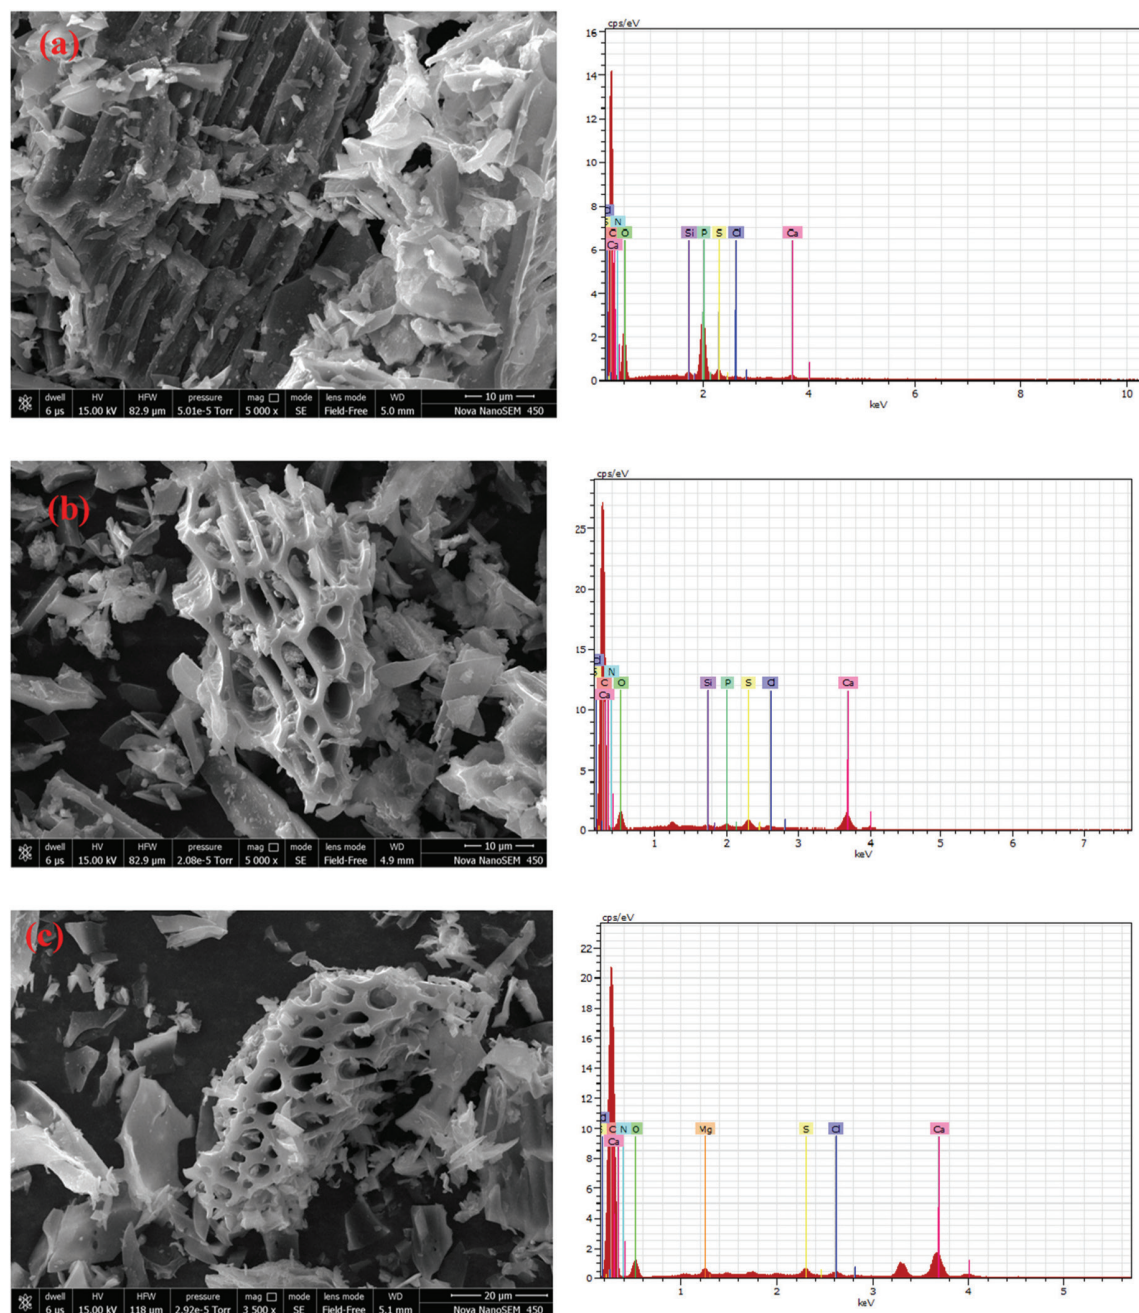 (a)
dwell HV HFW pressure mag mode lens mode WD
6 µs 15.00 kV 82.9 µm 5.01e-5 Torr 5 000 x SE Field-Free 5.0 mm
10 µm
Nova NanoSEM 450
cps/eV
16
14
12
10
8
6
4
2
0
Cl
S N
C O Si P S Cl Ca
Ca
2 4 6 8 10
keV
(b)
dwell HV HFW pressure mag mode lens mode WD
6 µs 15.00 kV 82.9 µm 2.08e-5 Torr 5 000 x SE Field-Free 4.9 mm
10 µm
Nova NanoSEM 450
cps/eV
25
20
15
10
5
0
Cl
S N
C O Si P S Cl Ca
Ca
1 2 3 4 5 6 7
keV
(c)
dwell HV HFW pressure mag mode lens mode WD
6 µs 15.00 kV 118 µm 2.92e-5 Torr 3 500 x SE Field-Free 5.1 mm
20 µm
Nova NanoSEM 450
cps/eV
22
20
18
16
14
12
10
8
6
4
2
0
Cl
C N O Mg S Cl Ca
Ca
1 2 3 4 5
keV